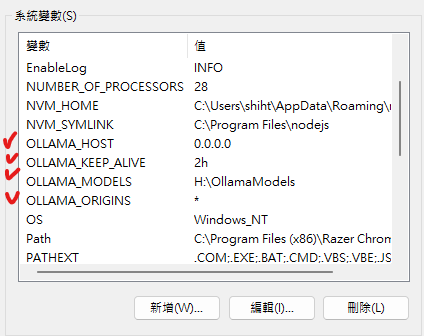 系統變數(S)
變數 值
EnableLog INFO
NUMBER_OF_PROCESSORS 28
NVM_HOME C:\Users\shiht\AppData\Roaming\
NVM_SYMLINK C:\Program Files\nodejs
OLLAMA_HOST 0.0.0.0
OLLAMA_KEEP_ALIVE 2h
OLLAMA_MODELS H:\OllamaModels
OLLAMA_ORIGINS *
OS Windows_NT
Path C:\Program Files (x86)\Razer Chrom
PATHEXT .COM;.EXE;.BAT;.CMD;.VBS;.VBE;.JS
新增(W)... 編輯(I)... 刪除(L)